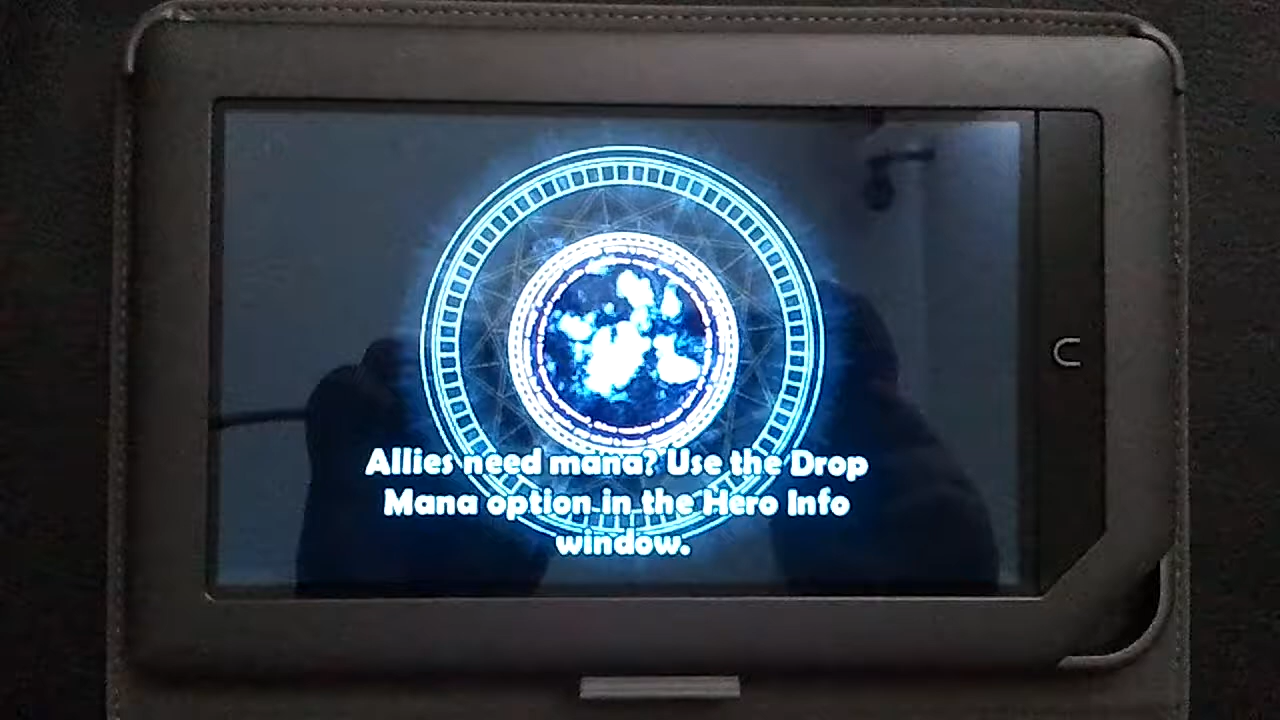 Allies need mana? Use the Drop
Mana option in the Hero Info
window.